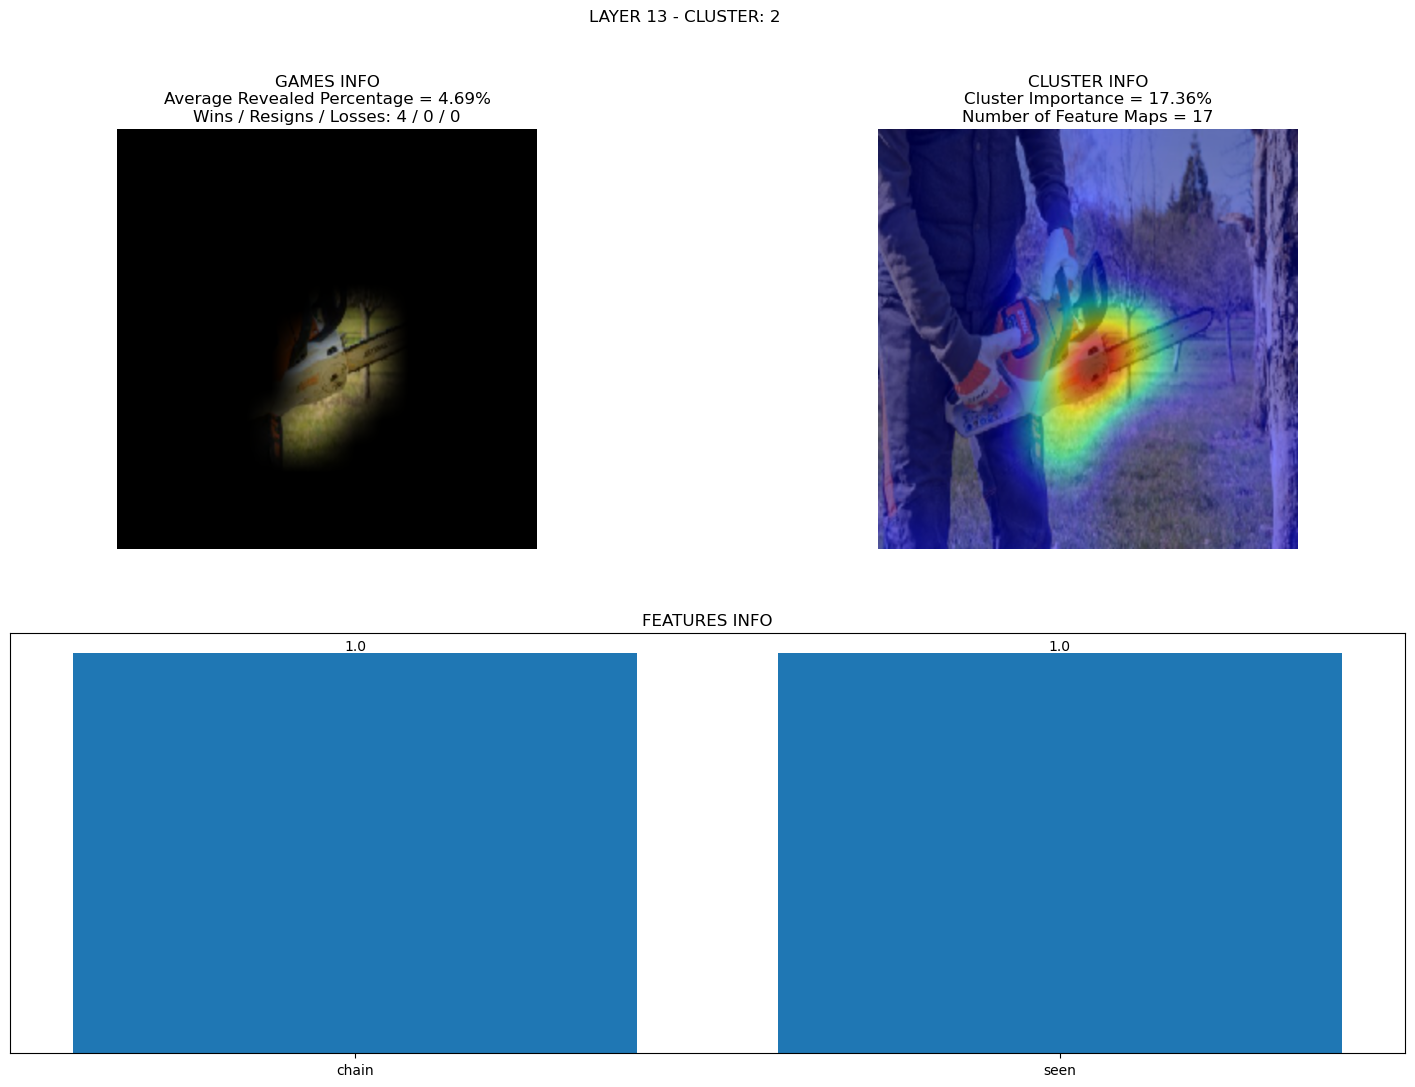 LAYER 13 - CLUSTER: 2
GAMES INFO
Average Revealed Percentage = 4.69%
Wins / Resigns / Losses: 4 / 0 / 0
CLUSTER INFO
Cluster Importance = 17.36%
Number of Feature Maps = 17
FEATURES INFO
1.0
1.0
chain
seen